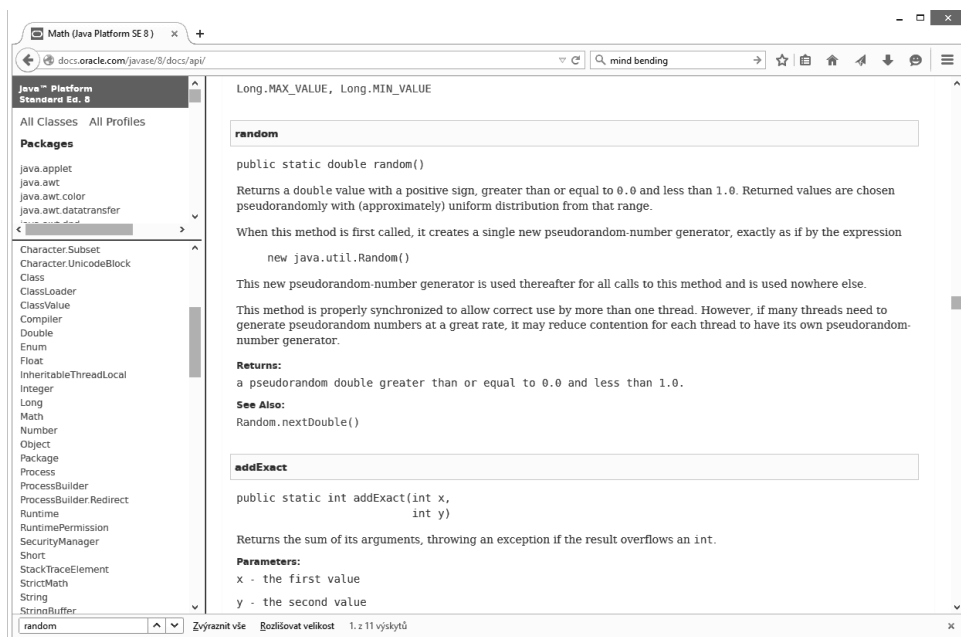 Math (Java Platform SE 8 )
docs.oracle.com/javase/8/docs/api/
mind bending
Java™ Platform
Standard Ed. 8
All Classes All Profiles
Packages
java.applet
java.awt
java.awt.color
java.awt.datatransfer
Character.Subset
Character.UnicodeBlock
Class
ClassLoader
ClassValue
Compiler
Double
Enum
Float
InheritableThreadLocal
Integer
Long
Math
Number
Object
Package
Process
ProcessBuilder
ProcessBuilder.Redirect
Runtime
RuntimePermission
SecurityManager
Short
StackTraceElement
StrictMath
String
StringBuffer
Long.MAX_VALUE, Long.MIN_VALUE
random
public static double random()
Returns a double value with a positive sign, greater than or equal to 0.0 and less than 1.0. Returned values are chosen
pseudorandomly with (approximately) uniform distribution from that range.
When this method is first called, it creates a single new pseudorandom-number generator, exactly as if by the expression
new java.util.Random()
This new pseudorandom-number generator is used thereafter for all calls to this method and is used nowhere else.
This method is properly synchronized to allow correct use by more than one thread. However, if many threads need to
generate pseudorandom numbers at a great rate, it may reduce contention for each thread to have its own pseudorandom-
number generator.
Returns:
a pseudorandom double greater than or equal to 0.0 and less than 1.0.
See Also:
Random.nextDouble()
addExact
public static int addExact(int x,
int y)
Returns the sum of its arguments, throwing an exception if the result overflows an int.
Parameters:
x - the first value
y - the second value
random
Zvýraznit vše Rozlišovat velikost 1. z 11 výskytů